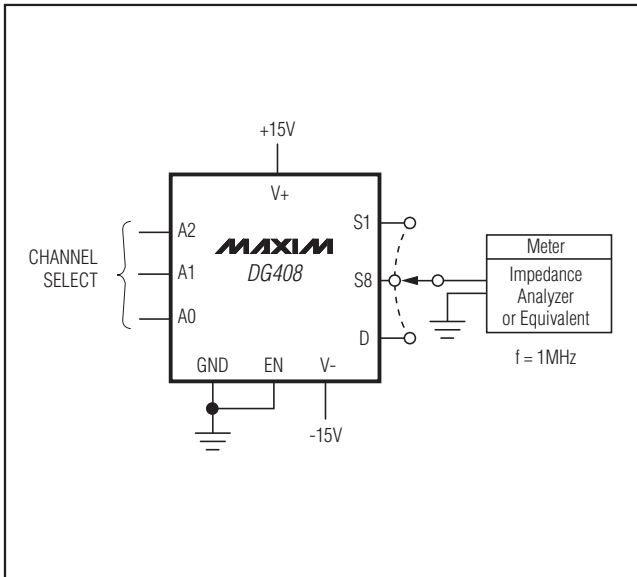 +15V
V+
A2
A1
A0
CHANNEL
SELECT
MAXIM
DG408
S1
S8
D
GND
EN
V-
-15V
Meter
Impedance
Analyzer
or Equivalent
f = 1MHz